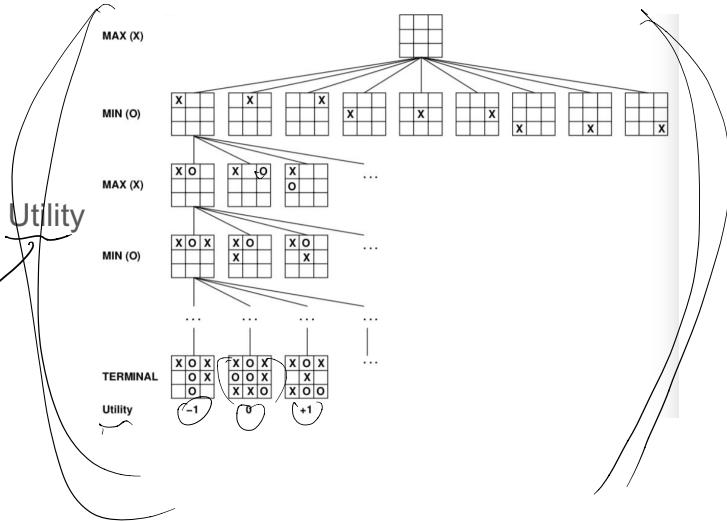 MAX (X)
MIN (O)
X X X X X X X X X
MAX (X)
X O X O X
O
...
Utility
MIN (O)
X O X X O X O
X X
...
... ... ... ...
TERMINAL
X O X X O X X O X
O X O O X X
O X X O X O O
...
Utility
−1 0 +1